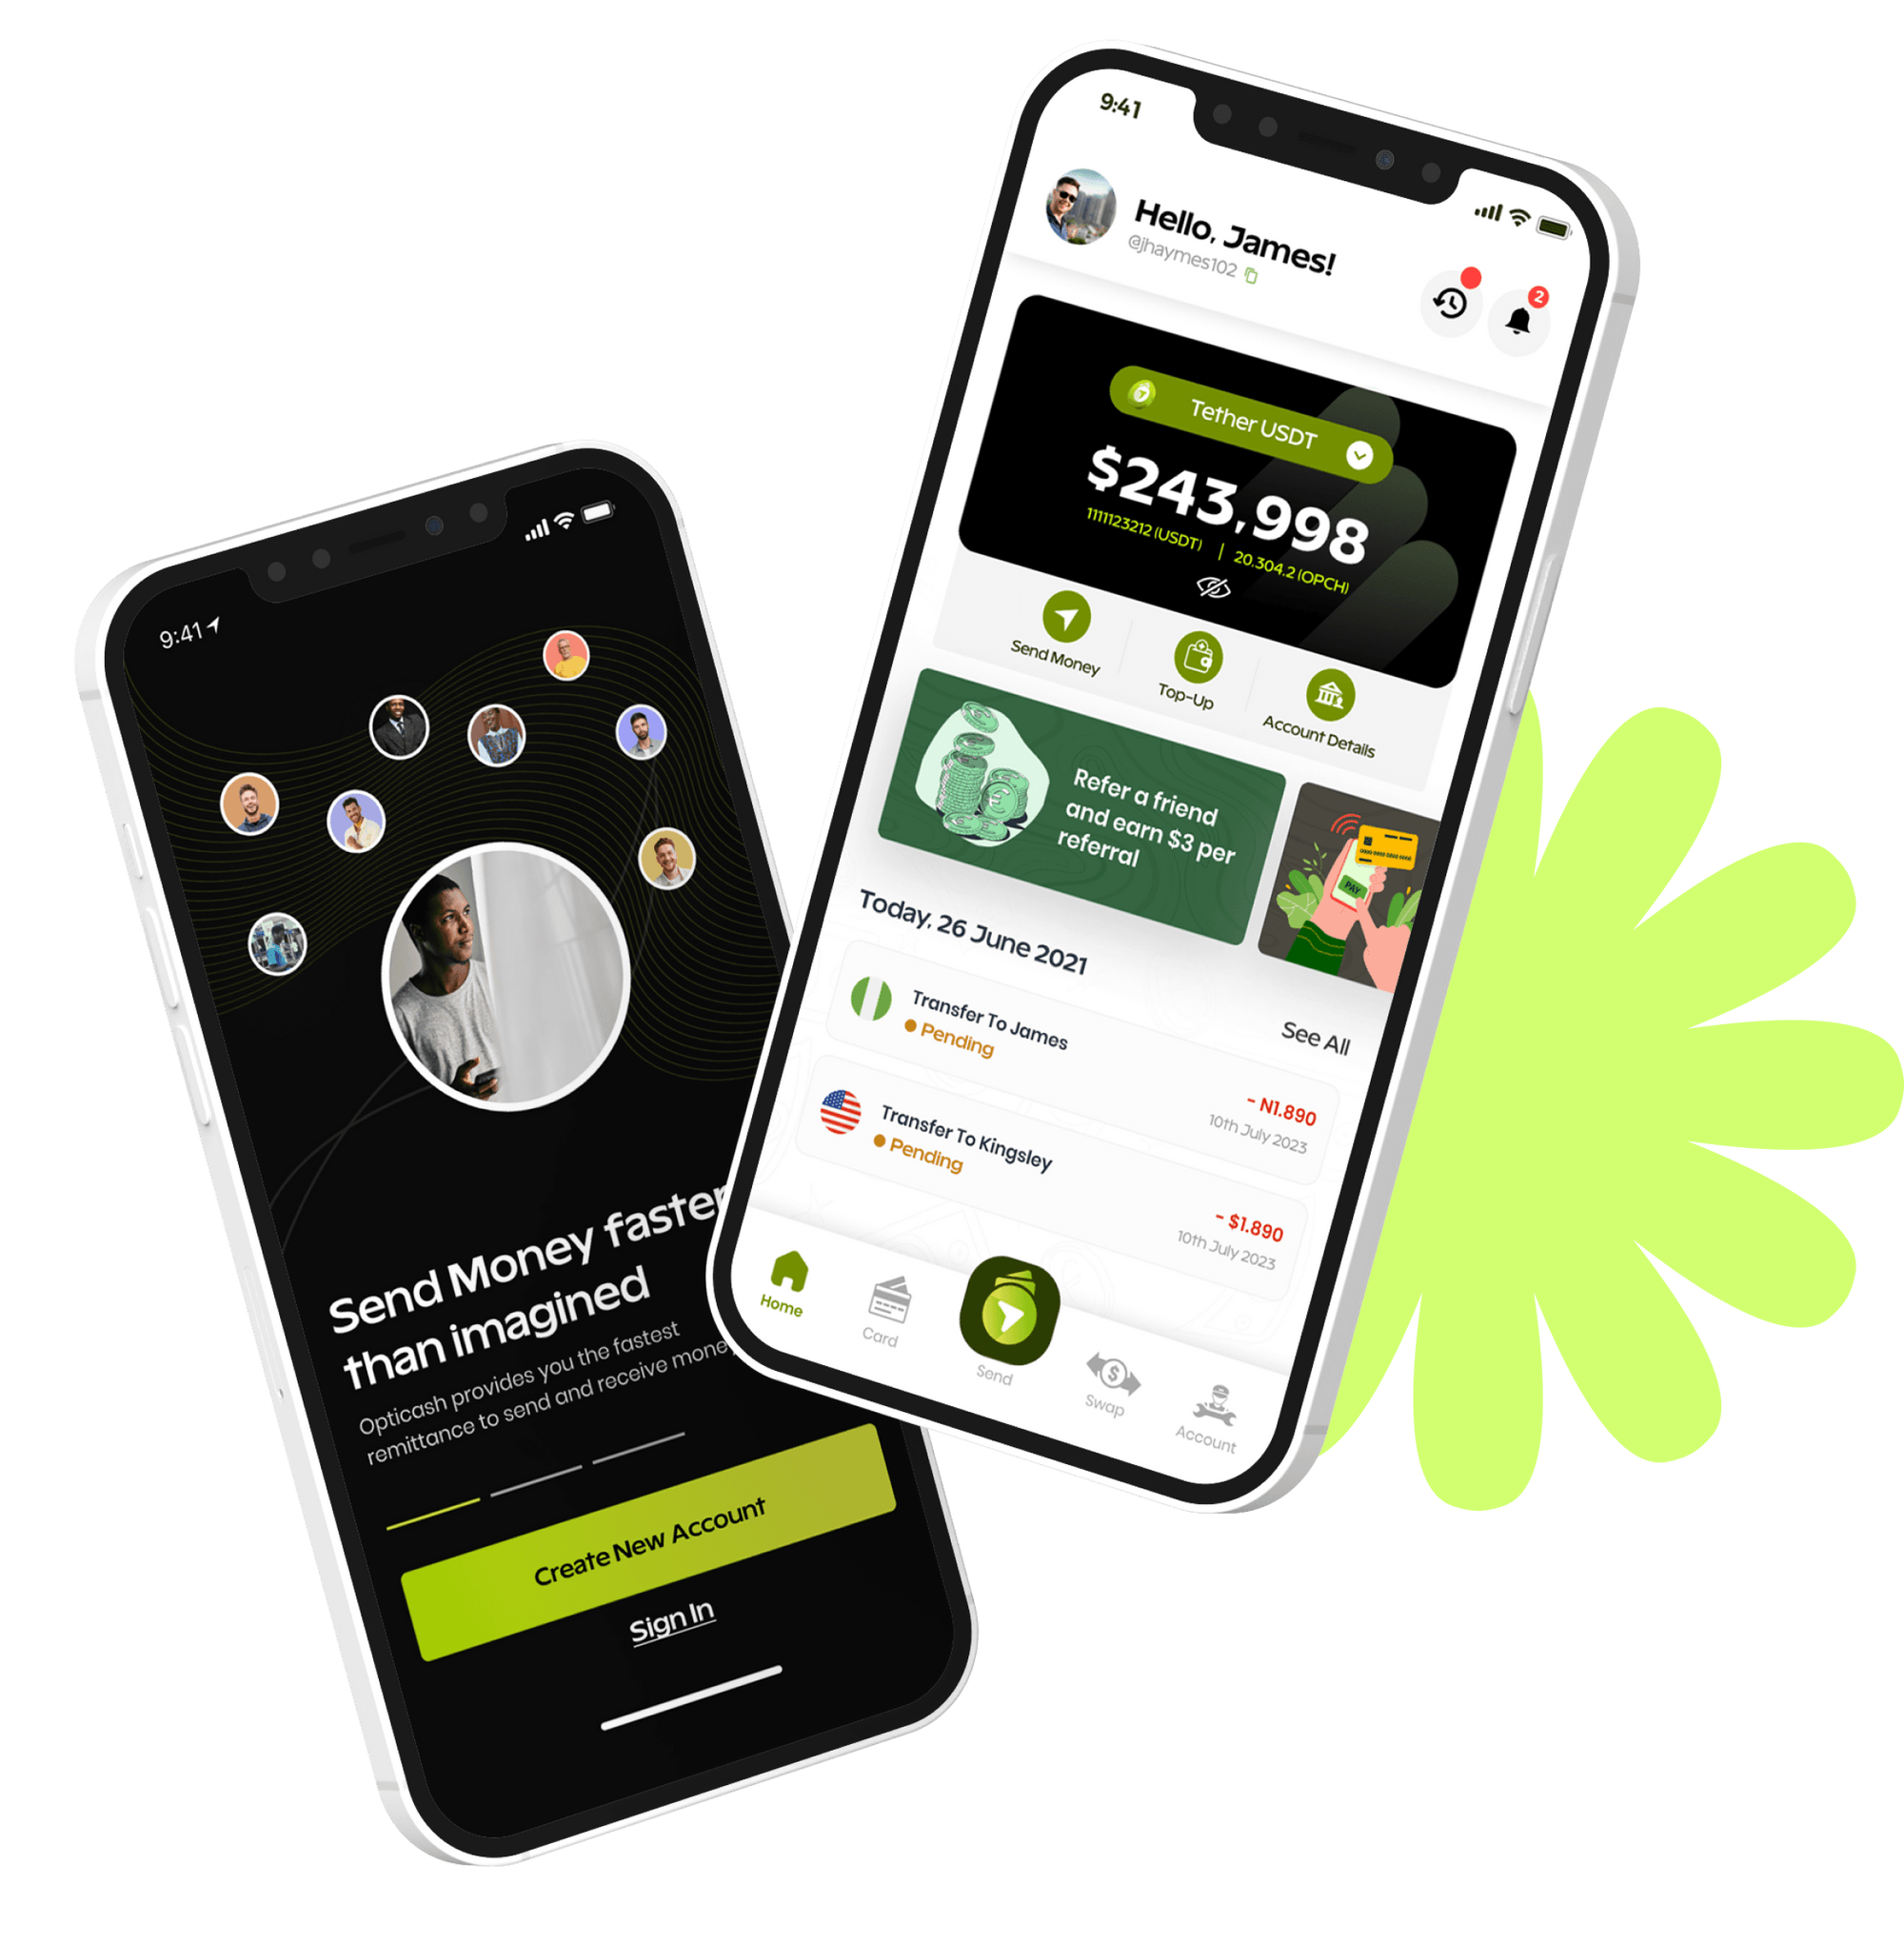 9:41
Send Money faster
than imagined
Opticash provides you the fastest
remittance to send and receive money
Create New Account
Sign In
9:41
Hello, James!
@jhaymes102
2
Tether USDT
$243,998
1111123212 (USDT) | 20.304.2 (OPCH)
Send Money
Top-Up
Account Details
Refer a friend
and earn $3 per
referral
PAY
Today, 26 June 2021
See All
Transfer To James
Pending
- N1.890
10th July 2023
Transfer To Kingsley
Pending
- $1.890
10th July 2023
Home
Card
Send
Swap
Account